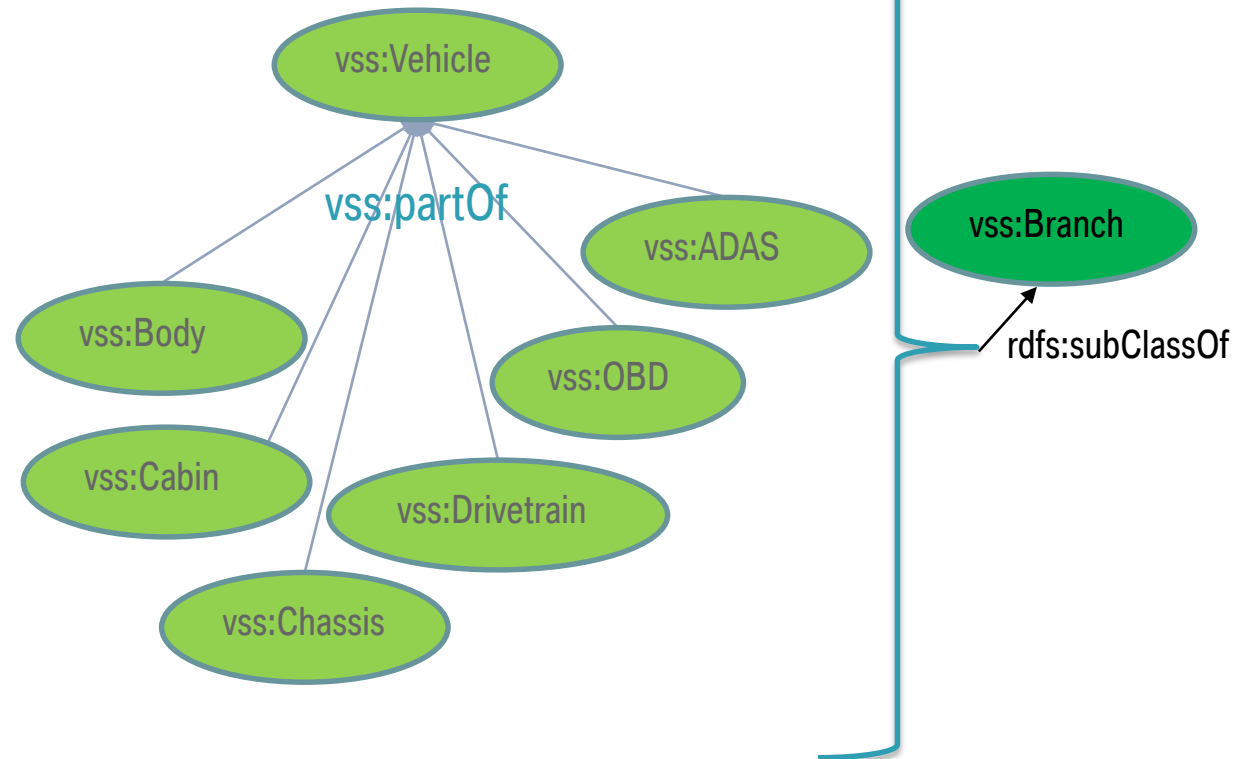 vss:Vehicle
vss:partOf
vss:ADAS
vss:Branch
vss:Body
rdfs:subClassOf
vss:OBD
vss:Cabin
vss:Drivetrain
vss:Chassis